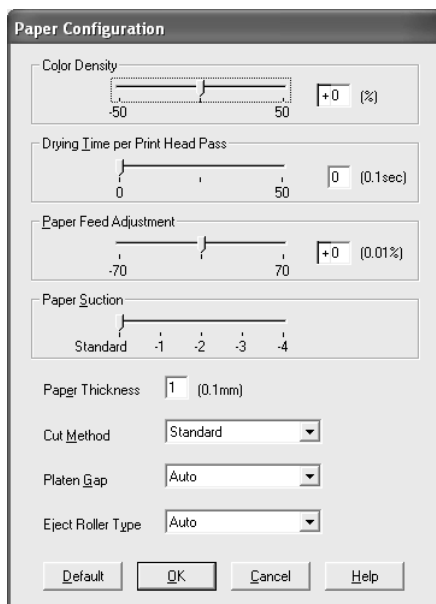 Paper Configuration
Color Density
-50 50 +0 (%)
Drying Time per Print Head Pass
0 50 0 (0.1sec)
Paper Feed Adjustment
-70 70 +0 (0.01%)
Paper Suction
Standard -1 -2 -3 -4
Paper Thickness 1 (0.1mm)
Cut Method Standard
Platen Gap Auto
Eject Roller Type Auto
Default OK Cancel Help